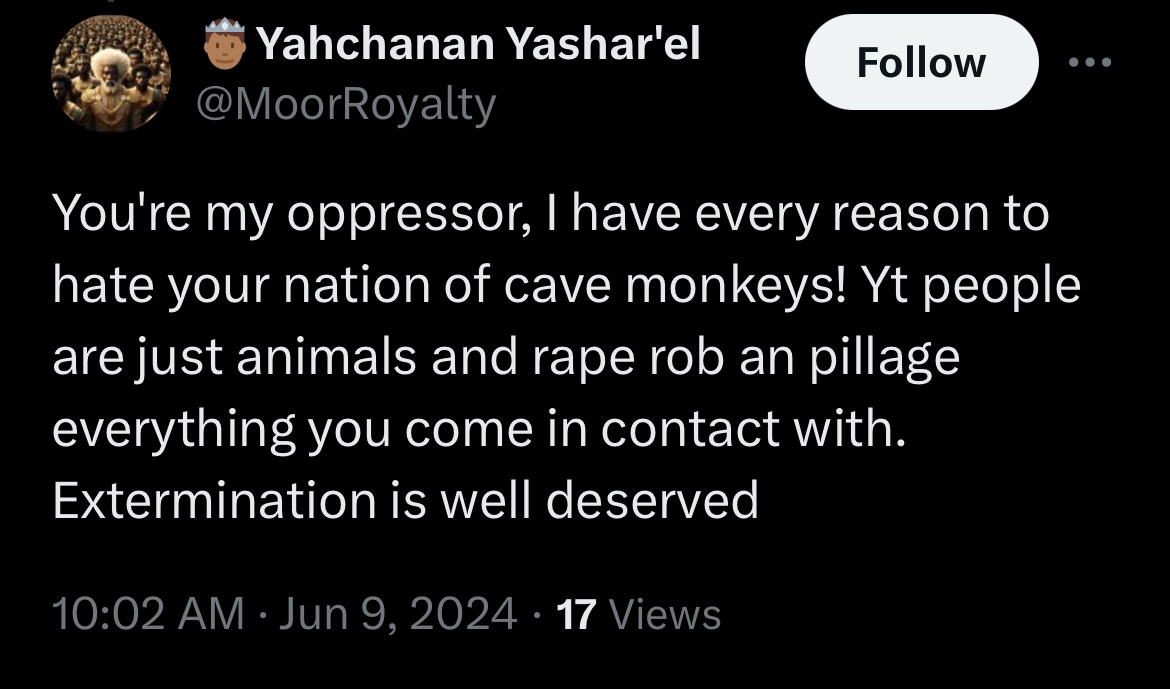 Yahchanan Yashar'el
@MoorRoyalty
Follow
You're my oppressor, I have every reason to
hate your nation of cave monkeys! Yt people
are just animals and rape rob an pillage
everything you come in contact with.
Extermination is well deserved
10:02 AM · Jun 9, 2024 · 17 Views